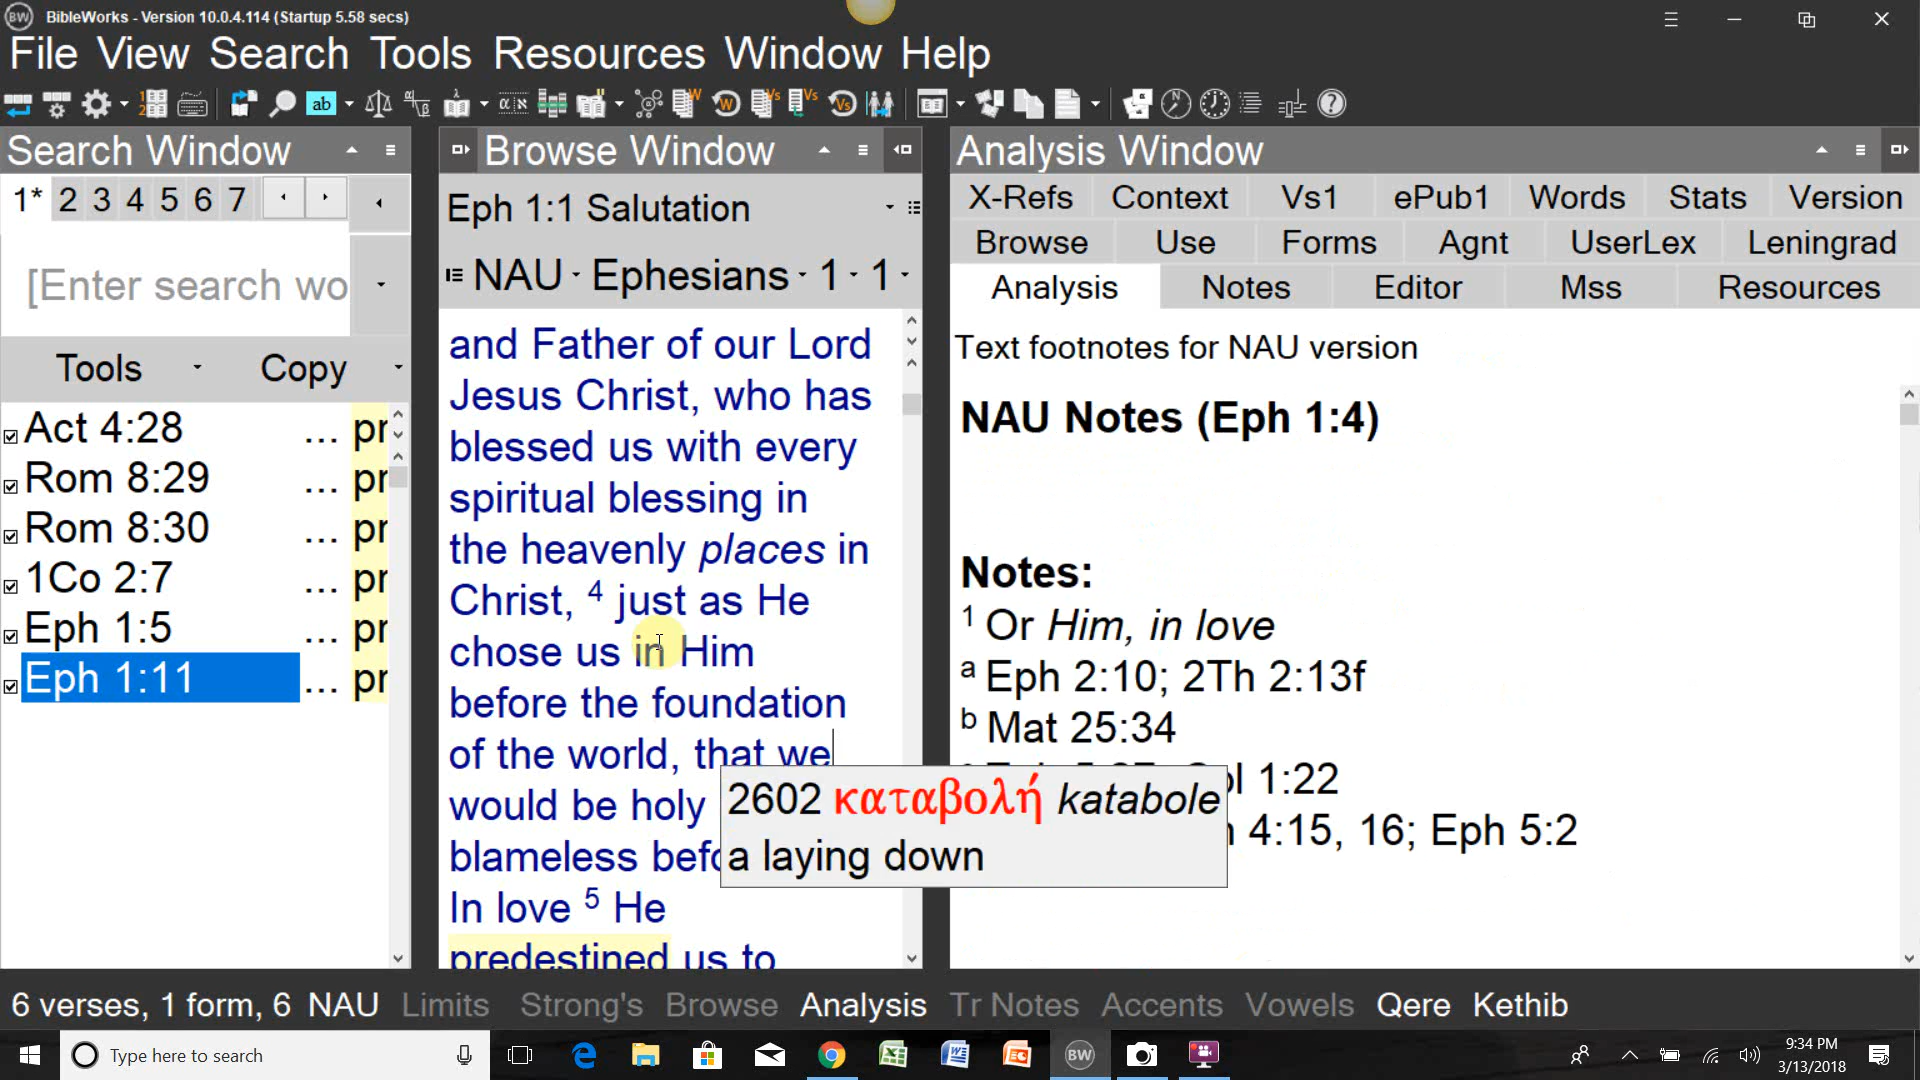 BibleWorks - Version 10.0.4.114 (Startup 5.58 secs)
File View Search Tools Resources Window Help
Search Window
1* 2 3 4 5 6 7
[Enter search wo
Tools Copy
Act 4:28 ... pr
Rom 8:29 ... pr
Rom 8:30 ... pr
1Co 2:7 ... pr
Eph 1:5 ... pr
Eph 1:11 ... pr
Browse Window
Eph 1:1 Salutation
NAU Ephesians 1 1
and Father of our Lord
Jesus Christ, who has
blessed us with every
spiritual blessing in
the heavenly places in
Christ, 4 just as He
chose us in Him
before the foundation
of the world, that we
would be holy
blameless befo
In love 5 He
predestined us to
2602 καταβολή katabole
a laying down
Analysis Window
X-Refs Context Vs1 ePub1 Words Stats Version
Browse Use Forms Agnt UserLex Leningrad
Analysis Notes Editor Mss Resources
Text footnotes for NAU version
NAU Notes (Eph 1:4)
Notes:
1 Or Him, in love
a Eph 2:10; 2Th 2:13f
b Mat 25:34
1:22
4:15, 16; Eph 5:2
6 verses, 1 form, 6 NAU Limits Strong's Browse Analysis Tr Notes Accents Vowels Qere Kethib
Type here to search
BW
9:34 PM
3/13/2018